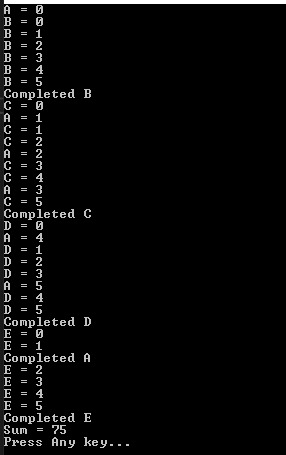 A = 0
B = 0
B = 1
B = 2
B = 3
B = 4
B = 5
Completed B
C = 0
A = 1
C = 1
C = 2
A = 2
C = 3
C = 4
A = 3
C = 5
Completed C
D = 0
A = 4
D = 1
D = 2
D = 3
A = 5
D = 4
D = 5
Completed D
E = 0
E = 1
Completed A
E = 2
E = 3
E = 4
E = 5
Completed E
Sum = 75
Press Any key...